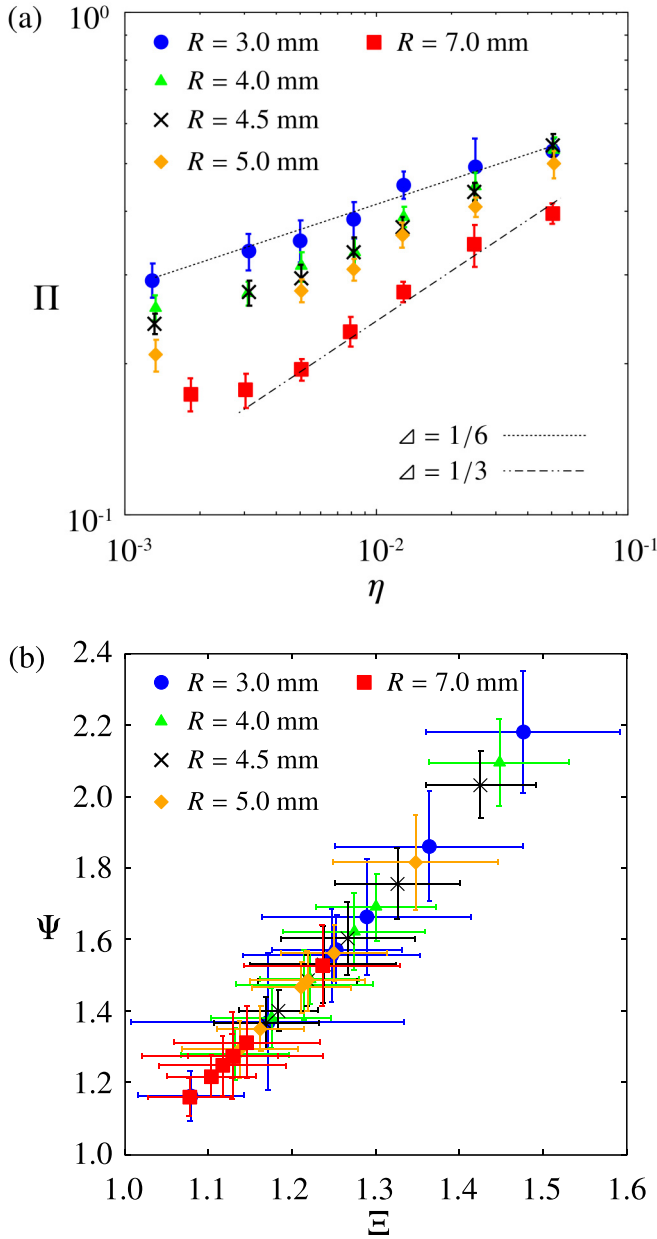 (a)
10⁰
R = 3.0 mm R = 7.0 mm
R = 4.0 mm
R = 4.5 mm
R = 5.0 mm
Π
⊿ = 1/6
⊿ = 1/3
10⁻¹
10⁻³ 10⁻² 10⁻¹
η
(b)
2.4
R = 3.0 mm R = 7.0 mm
2.2
R = 4.0 mm
R = 4.5 mm
2.0
R = 5.0 mm
1.8
Ψ
1.6
1.4
1.2
1.0
1.0 1.1 1.2 1.3 1.4 1.5 1.6
Ξ